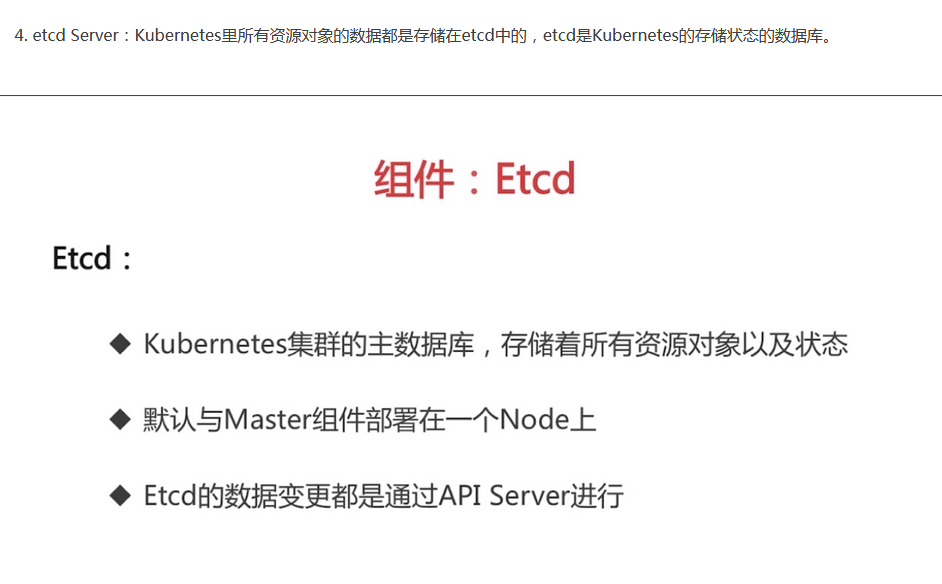 4. etcd Server：Kubernetes里所有资源对象的数据都是存储在etcd中的，etcd是Kubernetes的存储状态的数据库。
组件：Etcd
Etcd：
◆ Kubernetes集群的主数据库，存储着所有资源对象以及状态
◆ 默认与Master组件部署在一个Node上
◆ Etcd的数据变更都是通过API Server进行